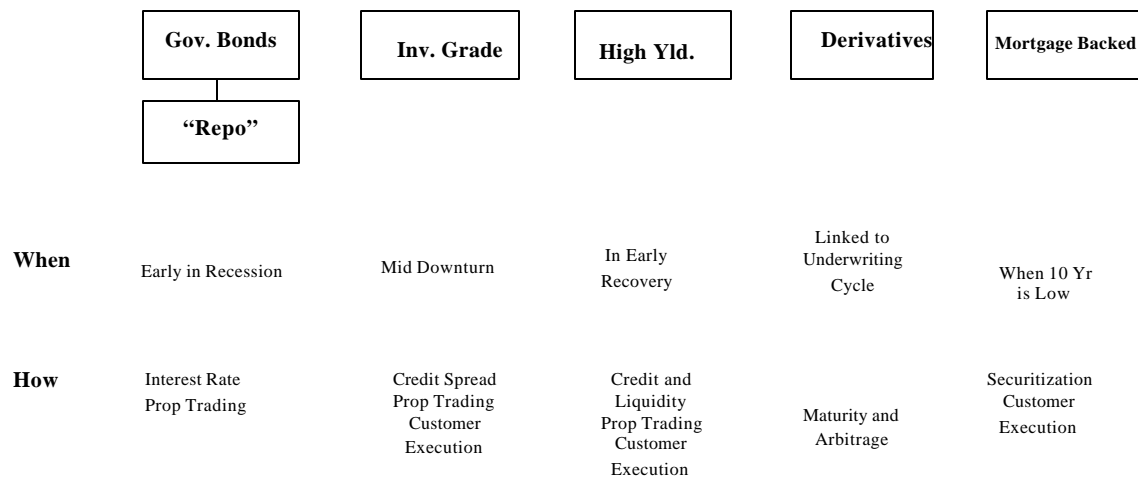 Gov. Bonds
Inv. Grade
High Yld.
Derivatives
Mortgage Backed
“Repo”
When
Early in Recession
Mid Downturn
In Early
Recovery
Linked to
Underwriting
Cycle
When 10 Yr
is Low
How
Interest Rate
Prop Trading
Credit Spread
Prop Trading
Customer
Execution
Credit and
Liquidity
Prop Trading
Customer
Execution
Maturity and
Arbitrage
Securitization
Customer
Execution